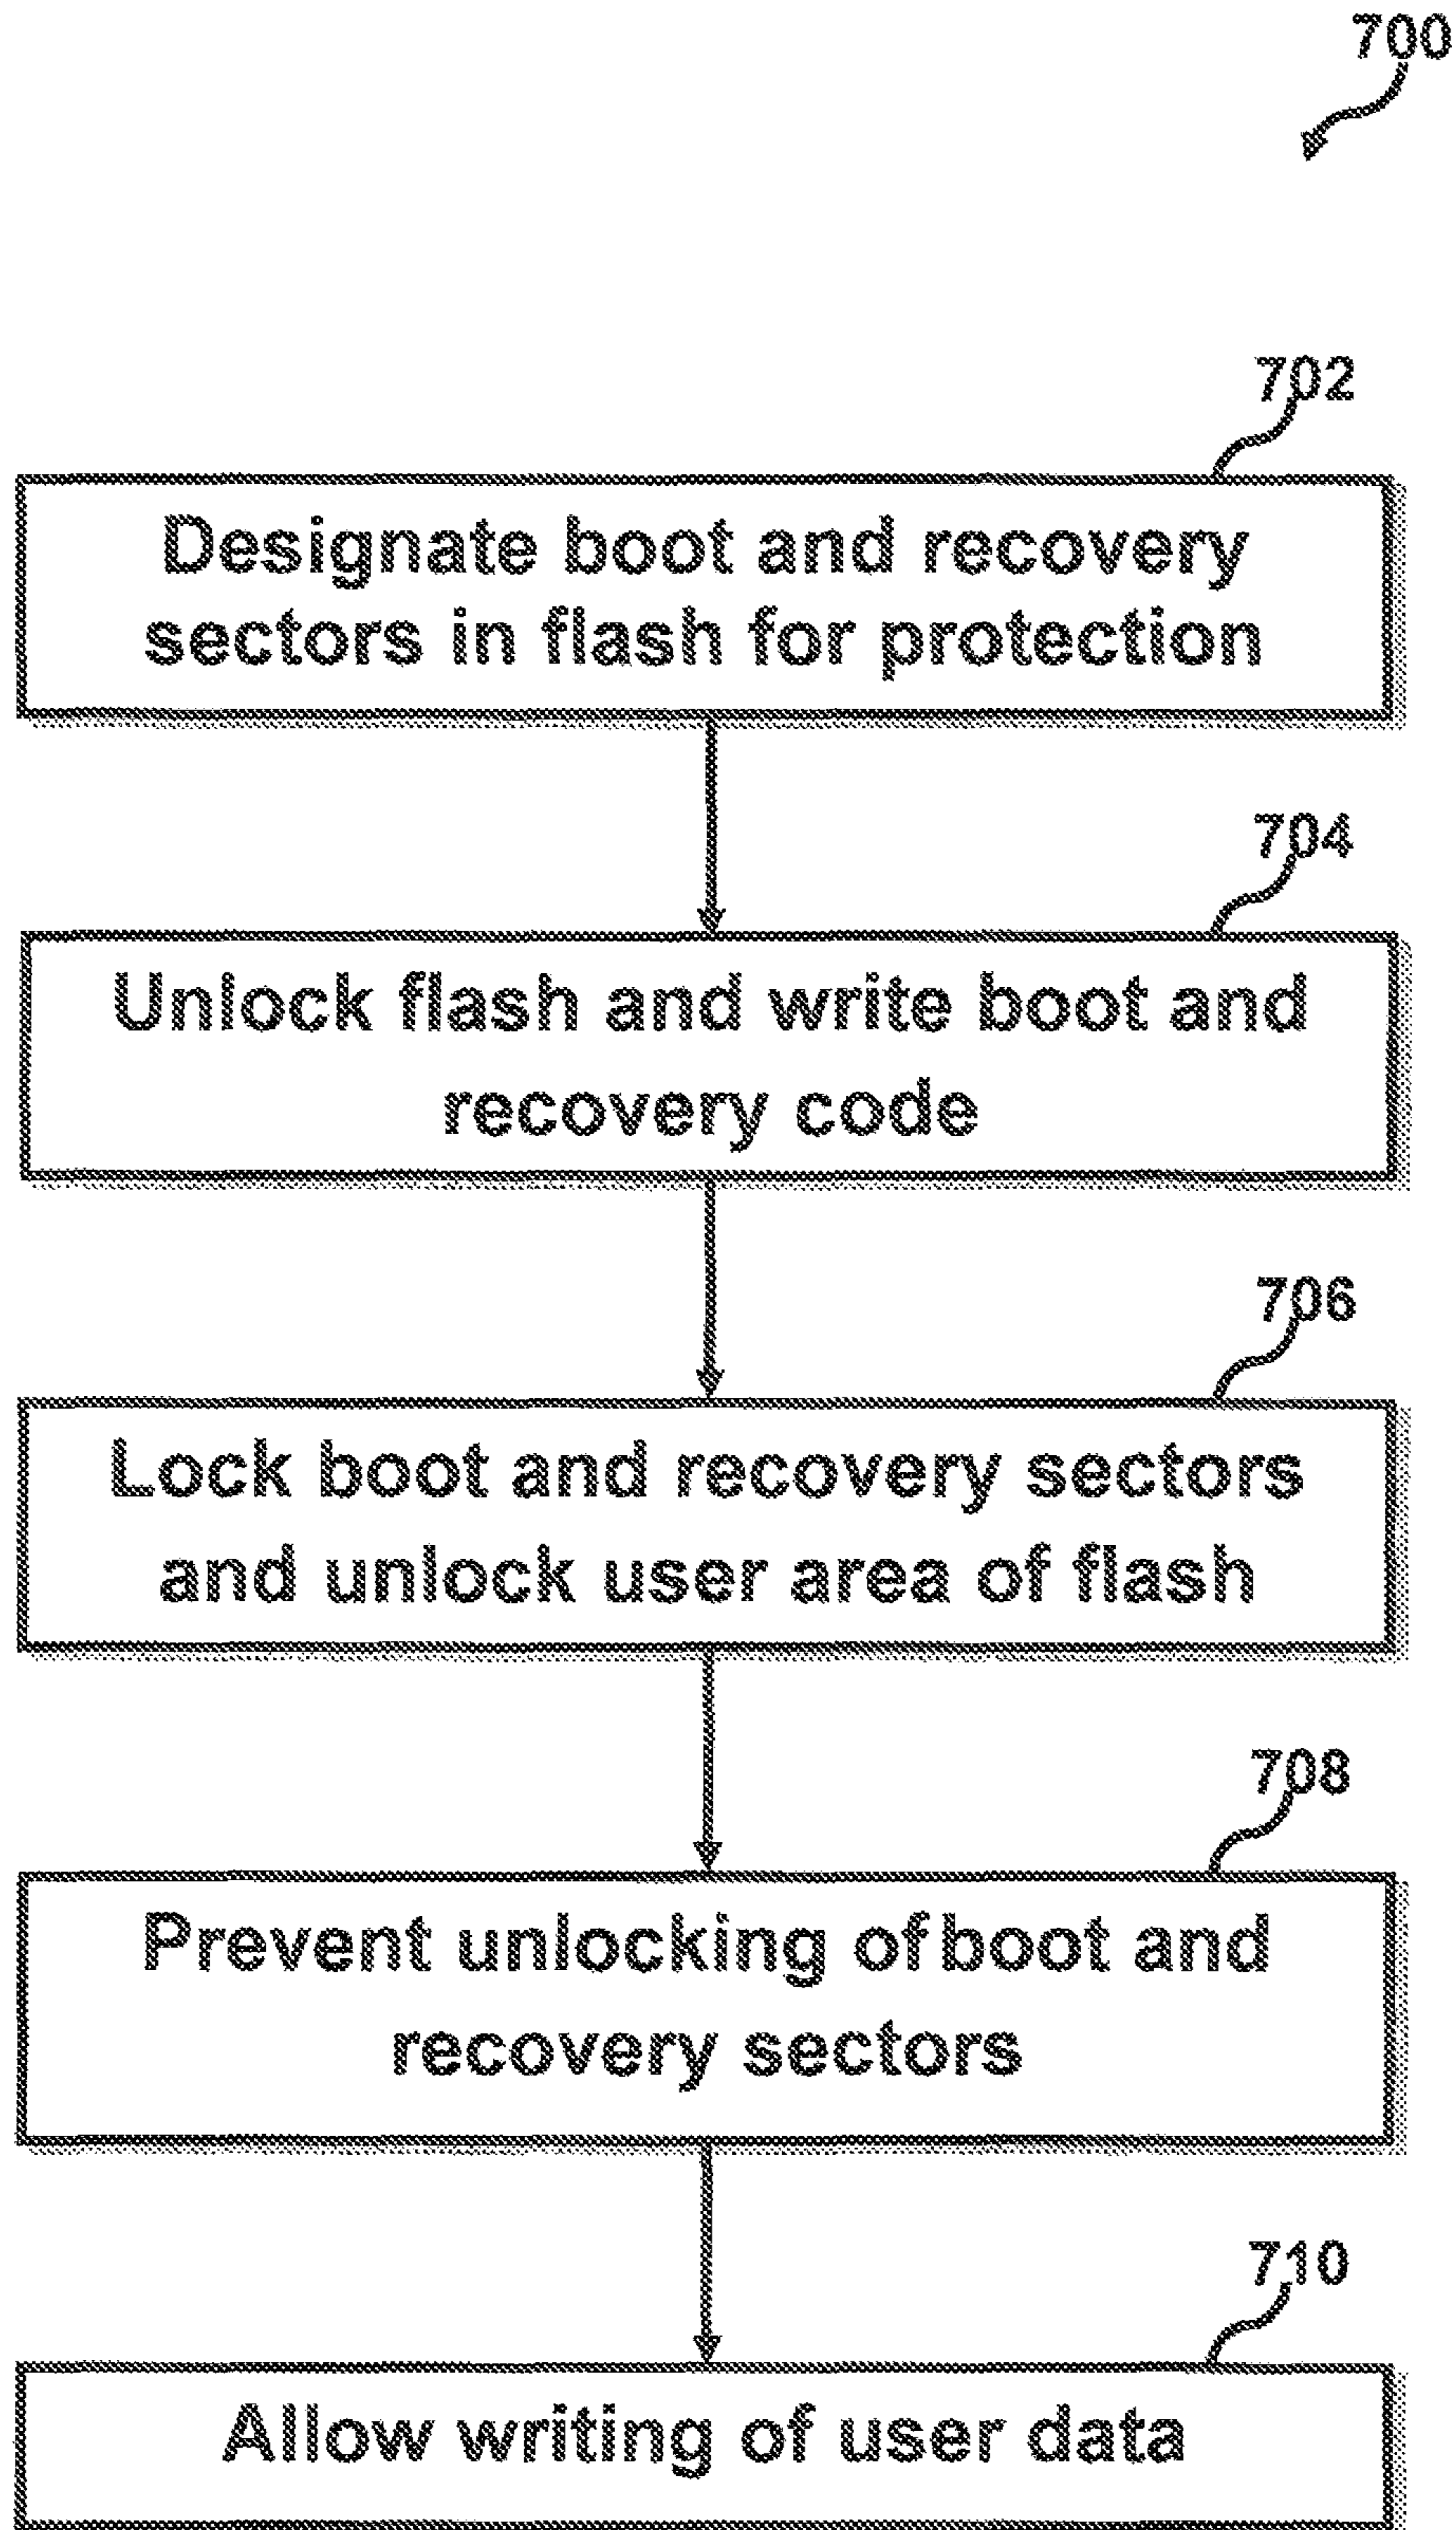 700
702
Designate boot and recovery
sectors in flash for protection
704
Unlock flash and write boot and
recovery code
706
Lock boot and recovery sectors
and unlock user area of flash
708
Prevent unlocking of boot and
recovery sectors
710
Allow writing of user data